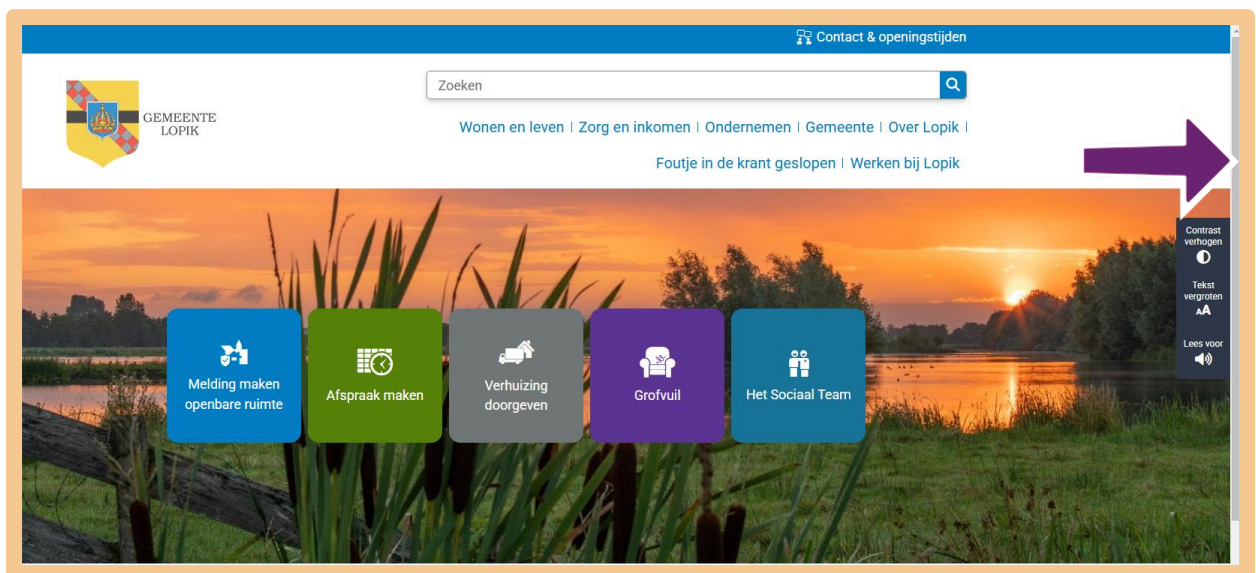 Contact & openingstijden
Zoeken
GEMEENTE
LOPIK
Wonen en leven | Zorg en inkomen | Ondernemen | Gemeente | Over Lopik |
Foutje in de krant geslopen | Werken bij Lopik
Contrast
verhogen
Tekst
vergroten
AA
Lees voor
Melding maken
openbare ruimte
Afspraak maken
Verhuizing
doorgeven
Grofvuil
Het Sociaal Team